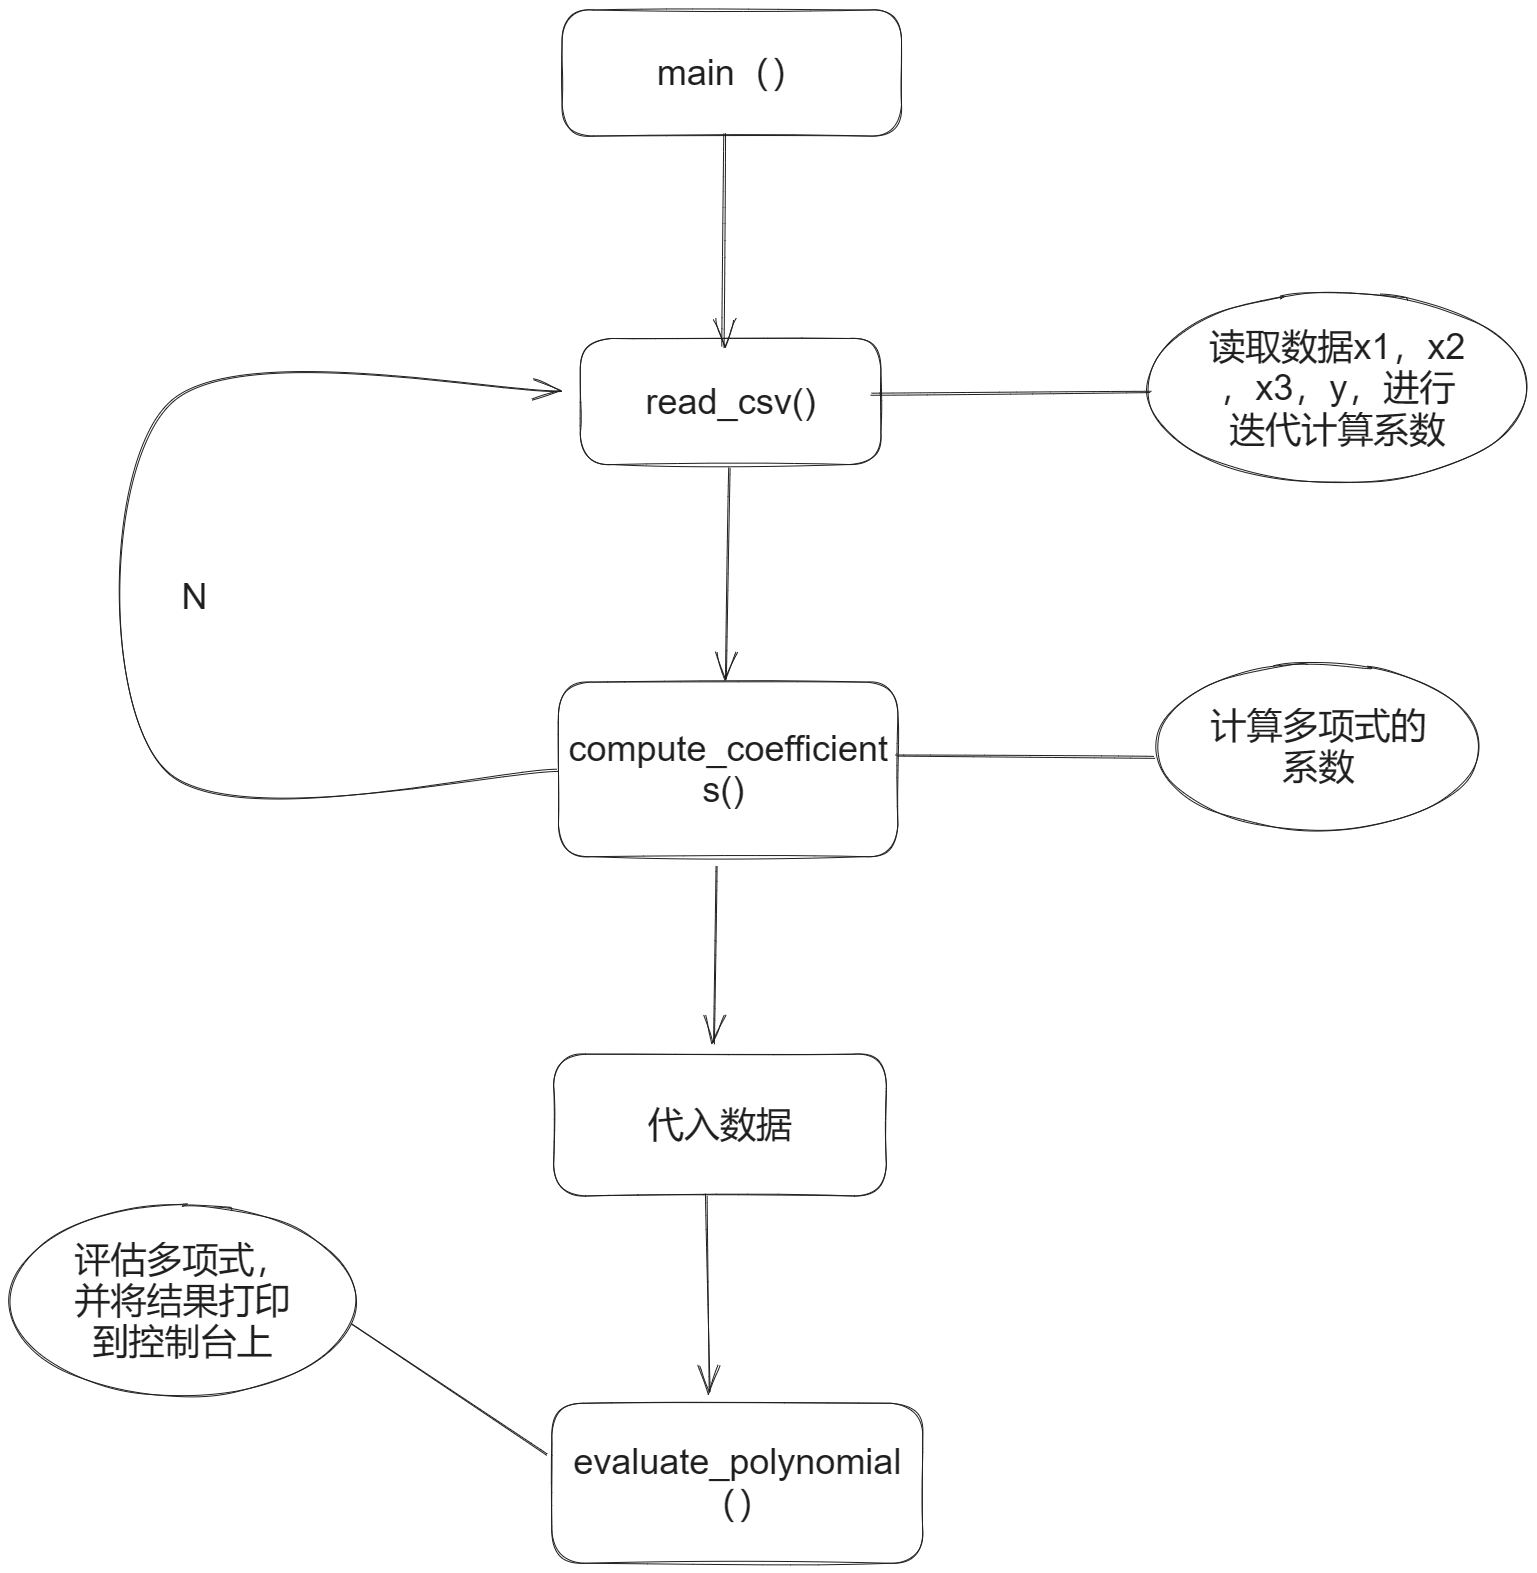 main（）
read_csv()
读取数据x1，x2
，x3，y，进行
迭代计算系数
N
compute_coefficient
s()
计算多项式的
系数
代入数据
评估多项式，
并将结果打印
到控制台上
evaluate_polynomial
（）